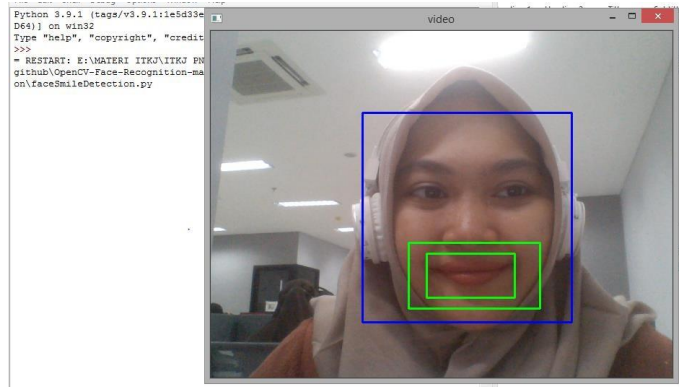 Python 3.9.1 (tags/v3.9.1:1e5d33e
D64)] on win32
Type "help", "copyright", "credit
>>>
= RESTART: E:\MATERI ITKJ\ITKJ PN
github\OpenCV-Face-Recognition-ma
on\faceSmileDetection.py
video